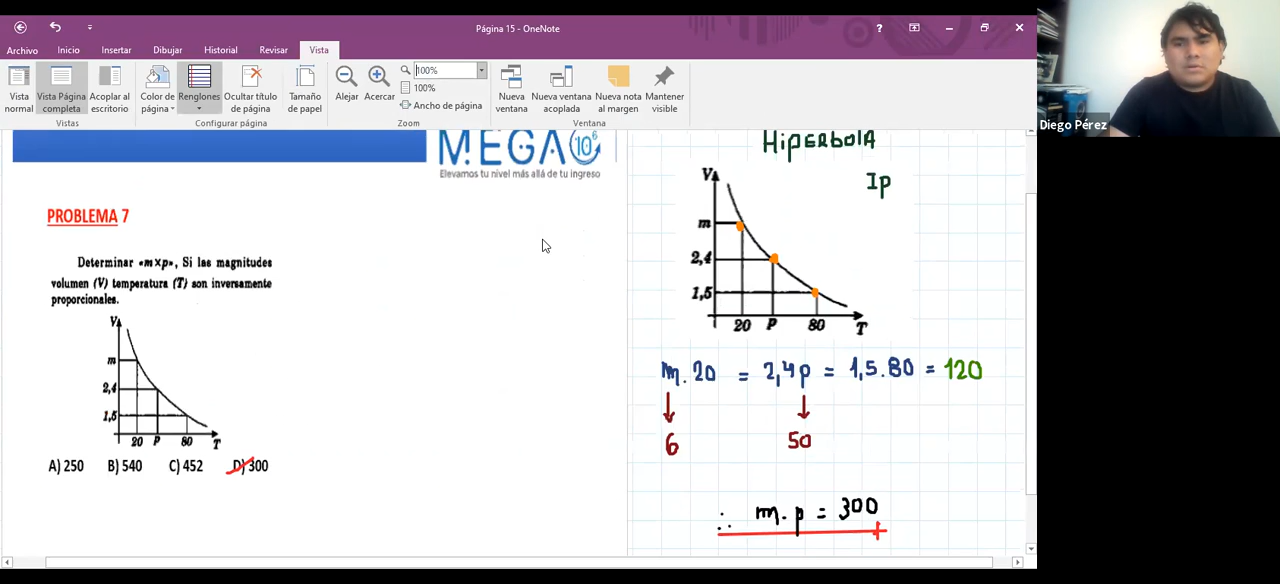 Página 15 - OneNote
Archivo Inicio Insertar Dibujar Historial Revisar Vista
Vista normal
Vista Página completa
Acoplar al escritorio
Color de página
Renglones
Ocultar título de página
Tamaño de papel
Alejar
Acercar
100%
100%
Ancho de página
Nueva ventana
Nueva ventana acoplada
Nueva nota al margen
Mantener visible
Vistas
Configurar página
Zoom
Ventana
Diego Pérez
MEGA 10⁶
Elevamos tu nivel más allá de tu ingreso
PROBLEMA 7
Determinar «m×p», Si las magnitudes
volumen (V) temperatura (T) son inversamente
proporcionales.
V
m
2,4
1,5
20 P 80 T
A) 250 B) 540 C) 452 D) 300
HIPERBOLA
Ip
V
m
2,4
1,5
20 P 80 T
m.20 = 2,4p = 1,5.80 = 120
6 50
∴ m.p = 300